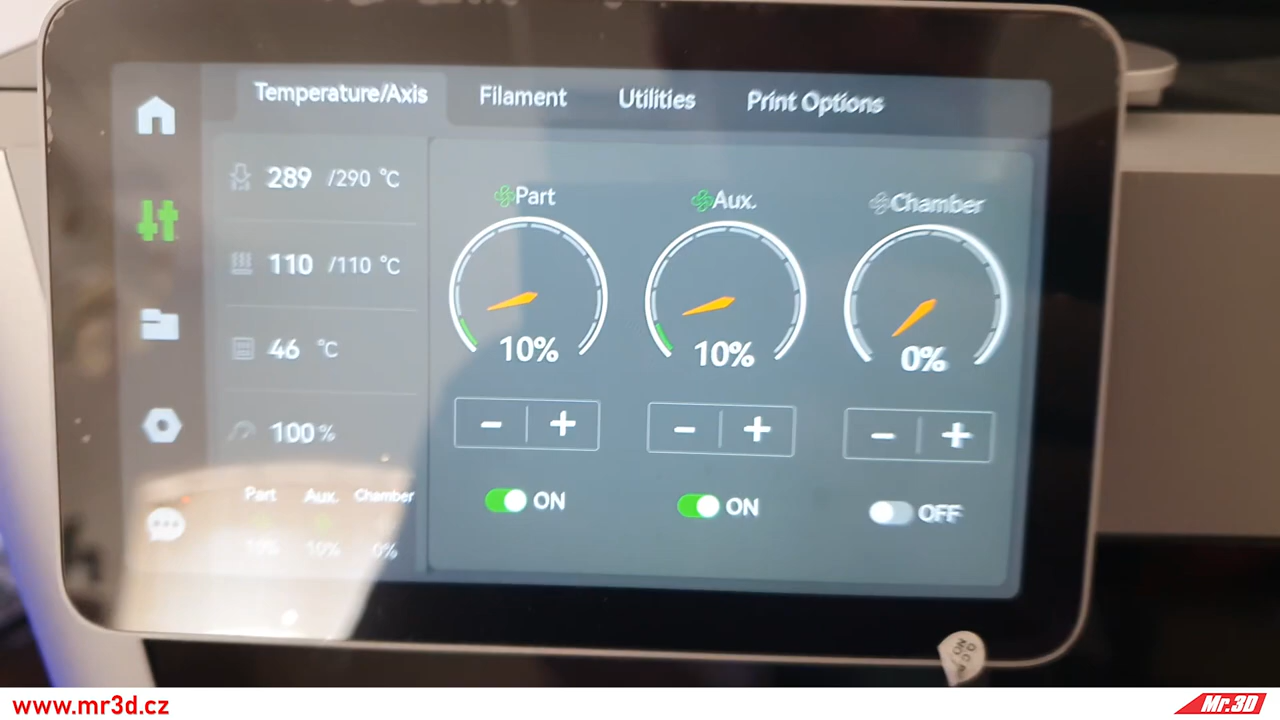 Temperature/Axis Filament Utilities Print Options
289 /290 °C
110 /110 °C
46 °C
100%
Part Aux. Chamber
10% 10% 0%
Part Aux. Chamber
10% 10% 0%
− + − + − +
ON ON OFF
www.mr3d.cz
Mr.3D